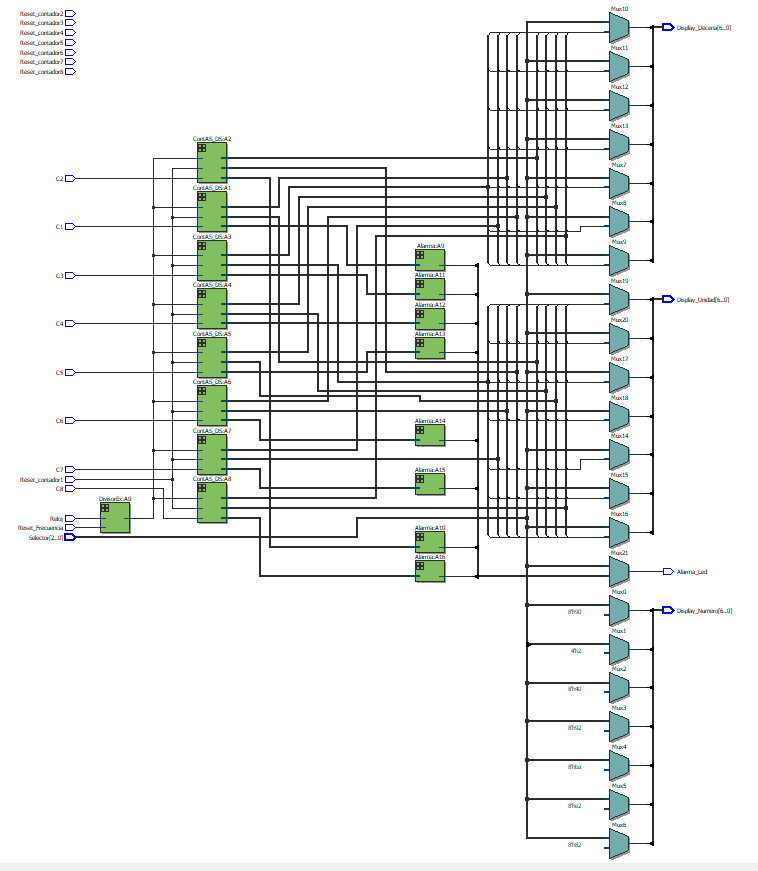 Reset_contador2
Reset_contador3
Reset_contador4
Reset_contador5
Reset_contador6
Reset_contador7
Reset_contador8
C2
C1
C3
C4
C5
C6
C7
Reset_contador1
C8
Reloj
Reset_Frecuencia
Selector[2..0]
DivisorEx:A0
ContAS_DS:A2
ContAS_DS:A1
ContAS_DS:A3
ContAS_DS:A4
ContAS_DS:A5
ContAS_DS:A6
ContAS_DS:A7
ContAS_DS:A8
Alarma:A9
Alarma:A11
Alarma:A12
Alarma:A13
Alarma:A14
Alarma:A15
Alarma:A10
Alarma:A16
Mux10
Mux11
Mux12
Mux13
Mux7
Mux8
Mux9
Mux19
Mux20
Mux17
Mux18
Mux14
Mux15
Mux16
Mux21
Mux0
8'h90
Mux1
4'h2
Mux2
8'h40
Mux3
8'h92
Mux4
8'hba
Mux5
8'he2
Mux6
8'h82
Display_Decena[6..0]
Display_Unidad[6..0]
Alarma_Led
Display_Numero[6..0]